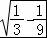 √(1/3 - 1/9)